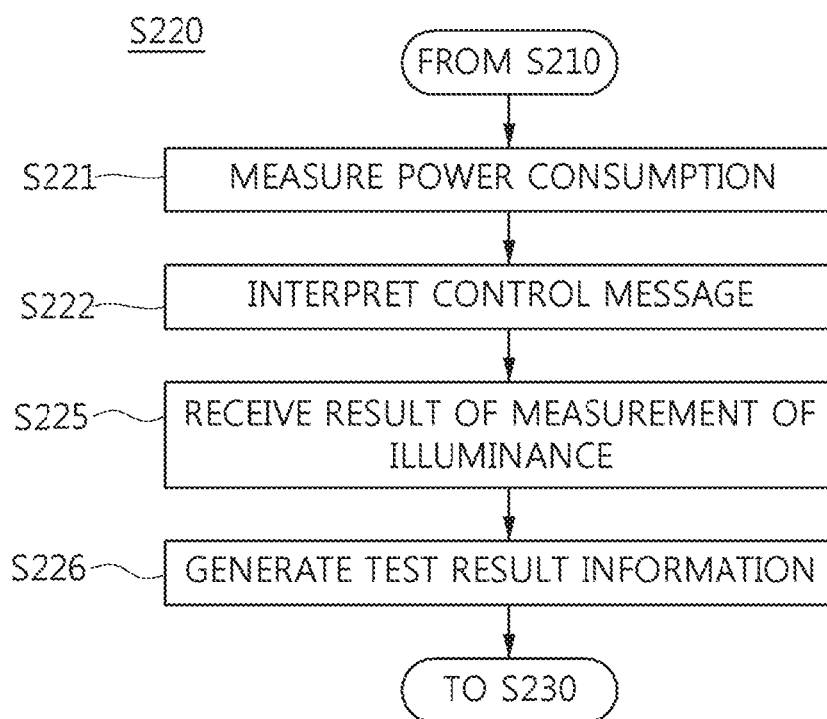 S220
FROM S210
S221
MEASURE POWER CONSUMPTION
S222
INTERPRET CONTROL MESSAGE
S225
RECEIVE RESULT OF MEASUREMENT OF
ILLUMINANCE
S226
GENERATE TEST RESULT INFORMATION
TO S230